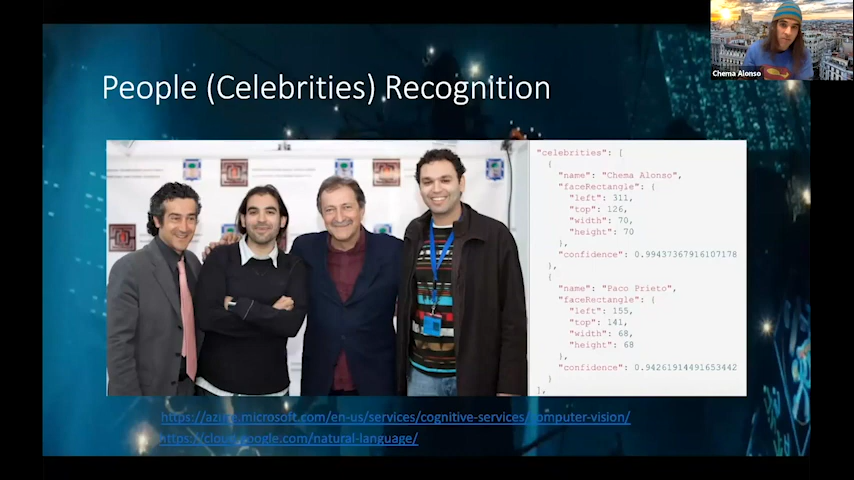 People (Celebrities) Recognition
Chema Alonso
"celebrities": [
{
"name": "Chema Alonso",
"faceRectangle": {
"left": 311,
"top": 126,
"width": 70,
"height": 70
},
"confidence": 0.99437367916107178
},
{
"name": "Paco Prieto",
"faceRectangle": {
"left": 155,
"top": 141,
"width": 68,
"height": 68
},
"confidence": 0.94261914491653442
}
],
https://azure.microsoft.com/en-us/services/cognitive-services/computer-vision/
https://cloud.google.com/natural-language/